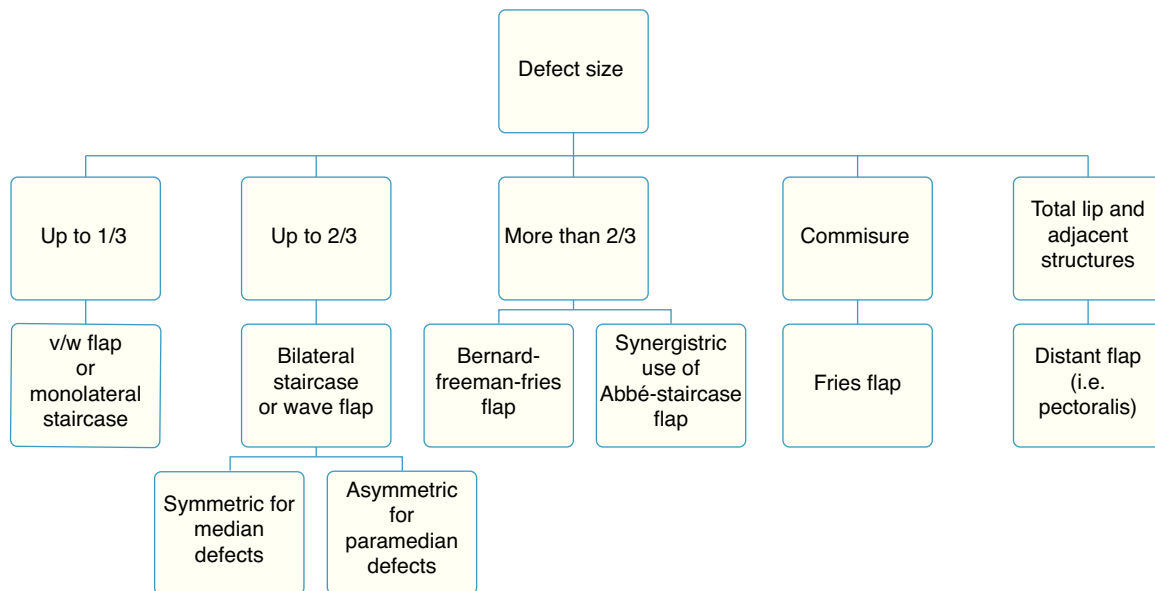 Defect size
Up to 1/3
Up to 2/3
More than 2/3
Commisure
Total lip and
adjacent
structures
v/w flap
or
monolateral
staircase
Bilateral
staircase
or wave flap
Bernard-
freeman-fries
flap
Synergistric
use of
Abbé-staircase
flap
Fries flap
Distant flap
(i.e.
pectoralis)
Symmetric for
median
defects
Asymmetric
for
paramedian
defects